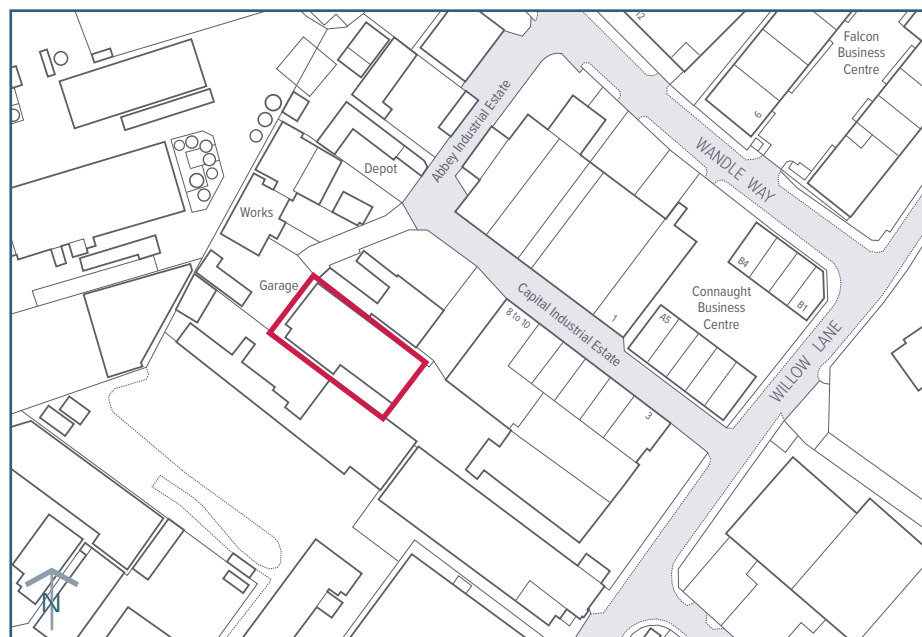 12
Falcon
Business
Centre
6
Abbey Industrial Estate
WANDLE WAY
Depot
Works
Garage
Capital Industrial Estate
8 to 10
1
3
B4
B1
Connaught
Business
Centre
A5
WILLOW LANE
N